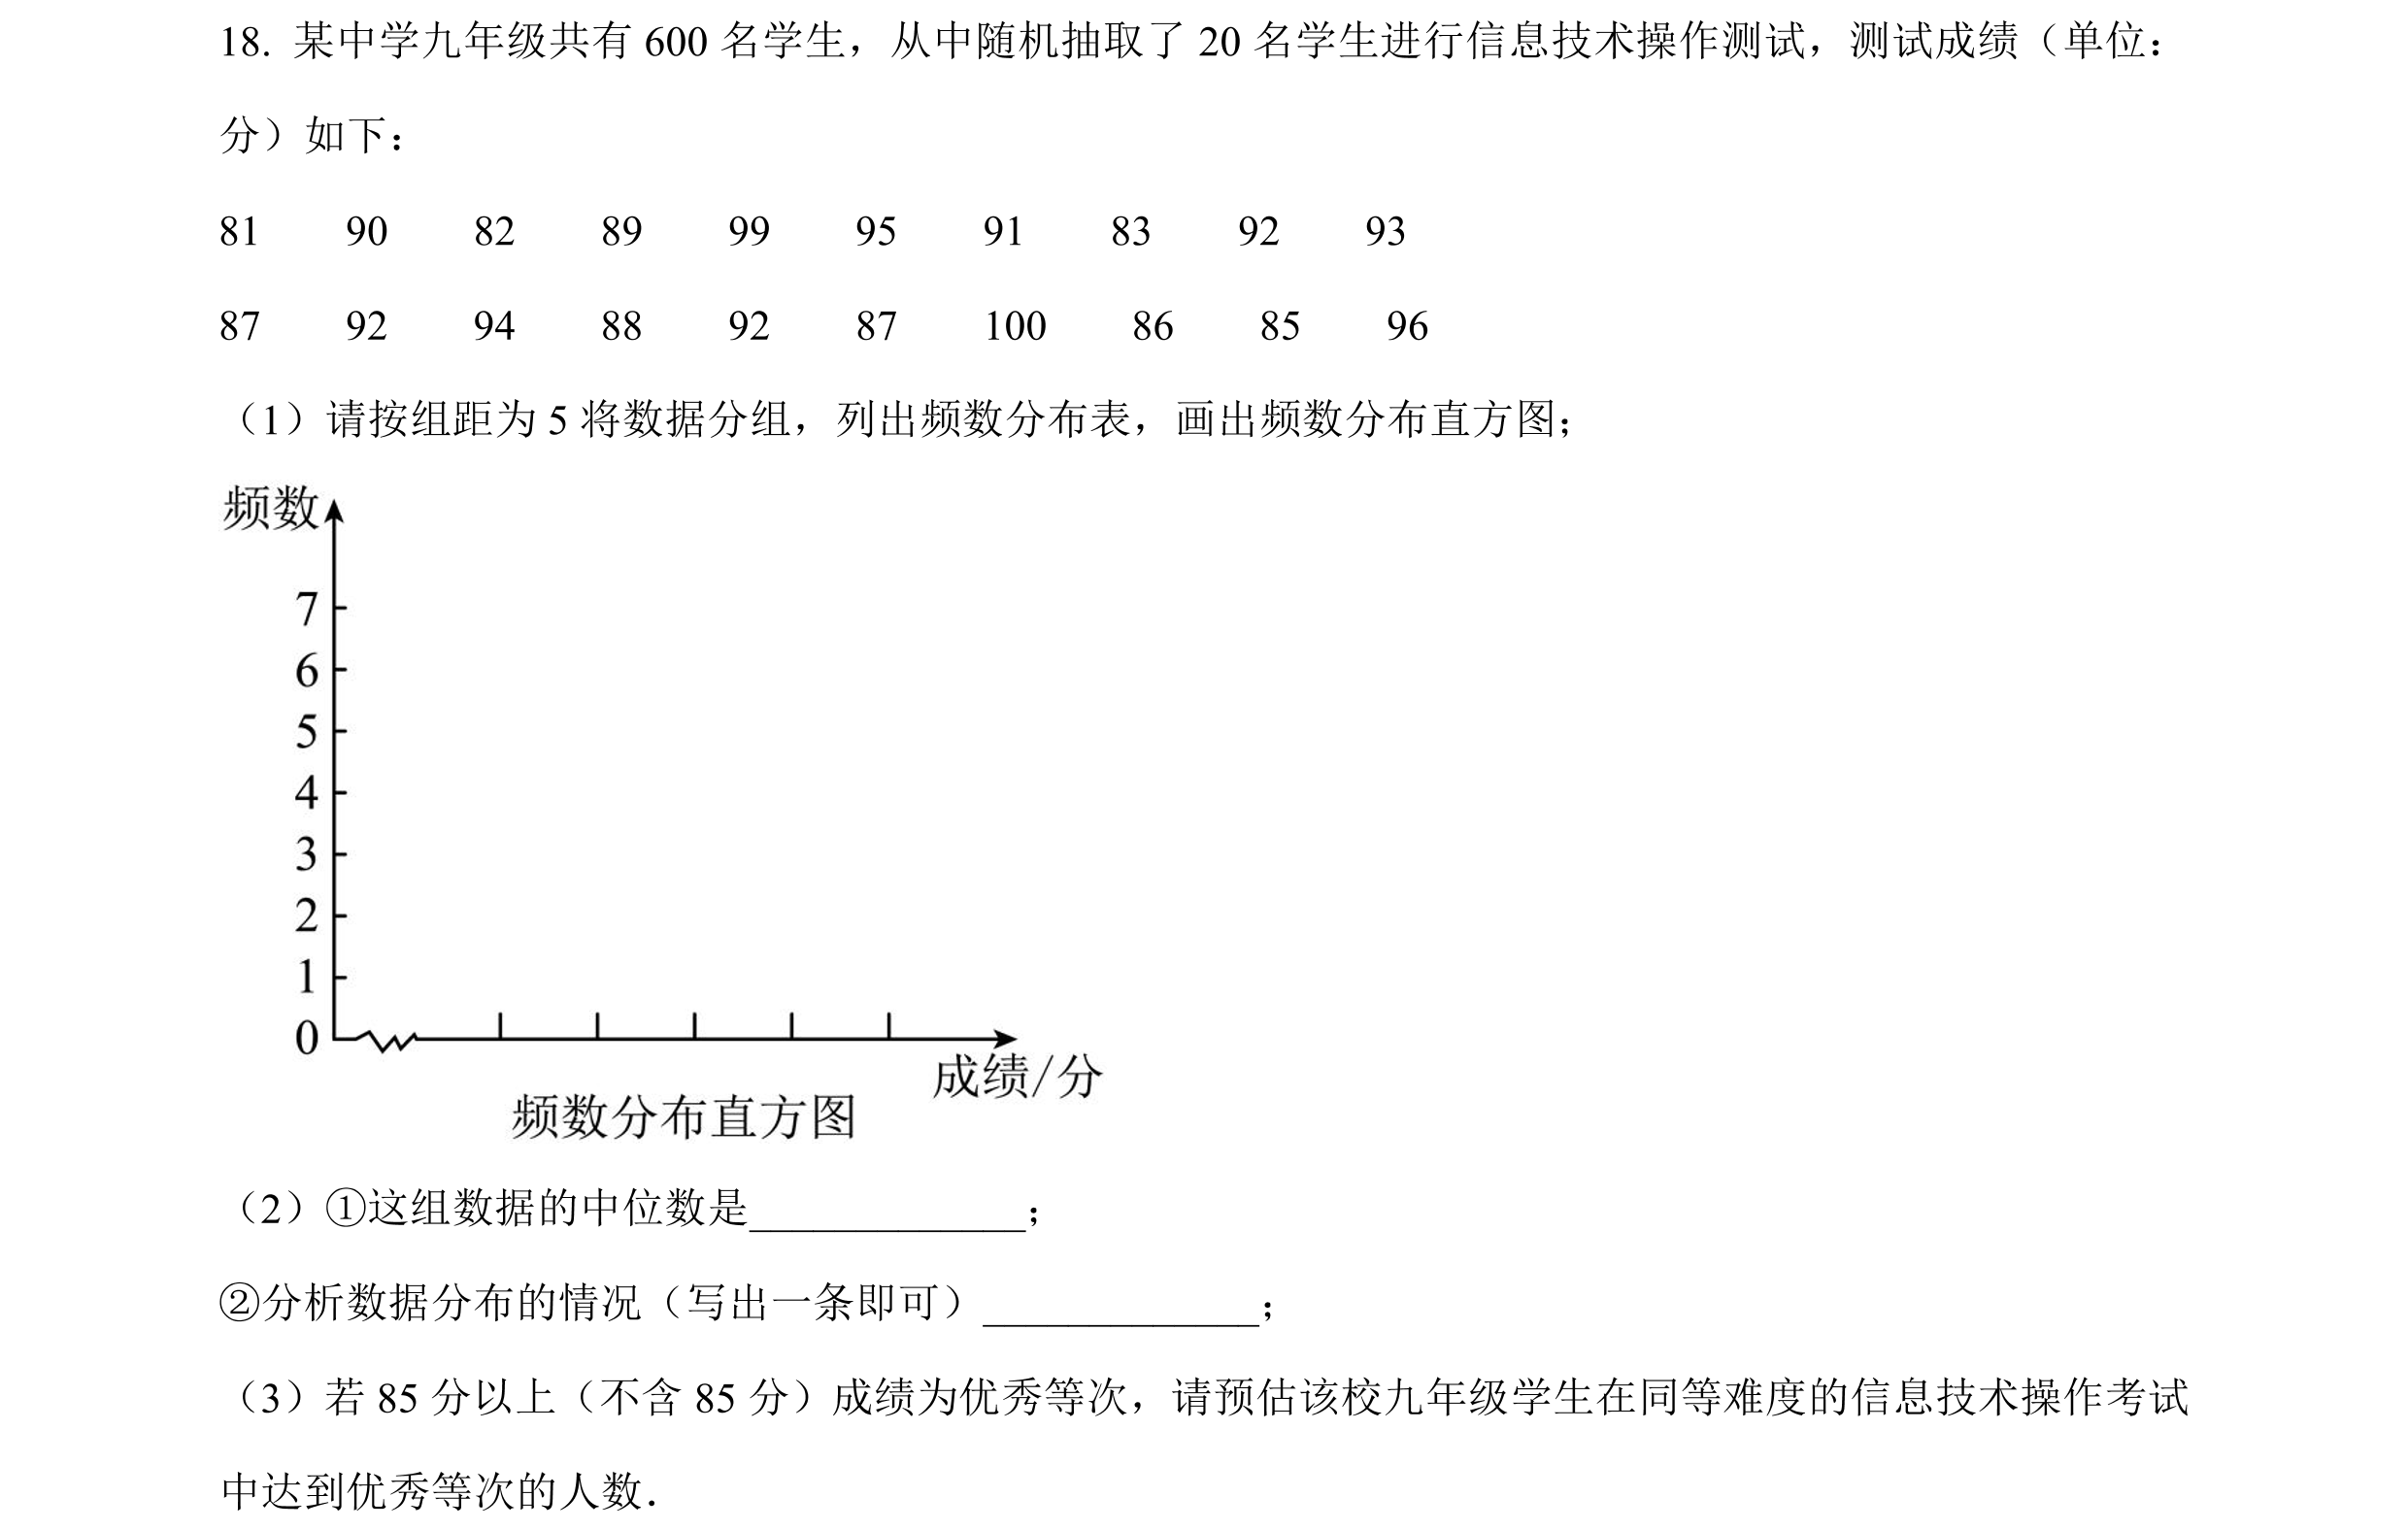 18. 某中学九年级共有 600 名学生，从中随机抽取了 20 名学生进行信息技术操作测试，测试成绩（单位：
分）如下：
81 90 82 89 99 95 91 83 92 93
87 92 94 88 92 87 100 86 85 96
（1）请按组距为 5 将数据分组，列出频数分布表，画出频数分布直方图；
频数
7
6
5
4
3
2
1
0
成绩/分
频数分布直方图
（2）①这组数据的中位数是_____________；
②分析数据分布的情况（写出一条即可）_____________；
（3）若 85 分以上（不含 85 分）成绩为优秀等次，请预估该校九年级学生在同等难度的信息技术操作考试
中达到优秀等次的人数．